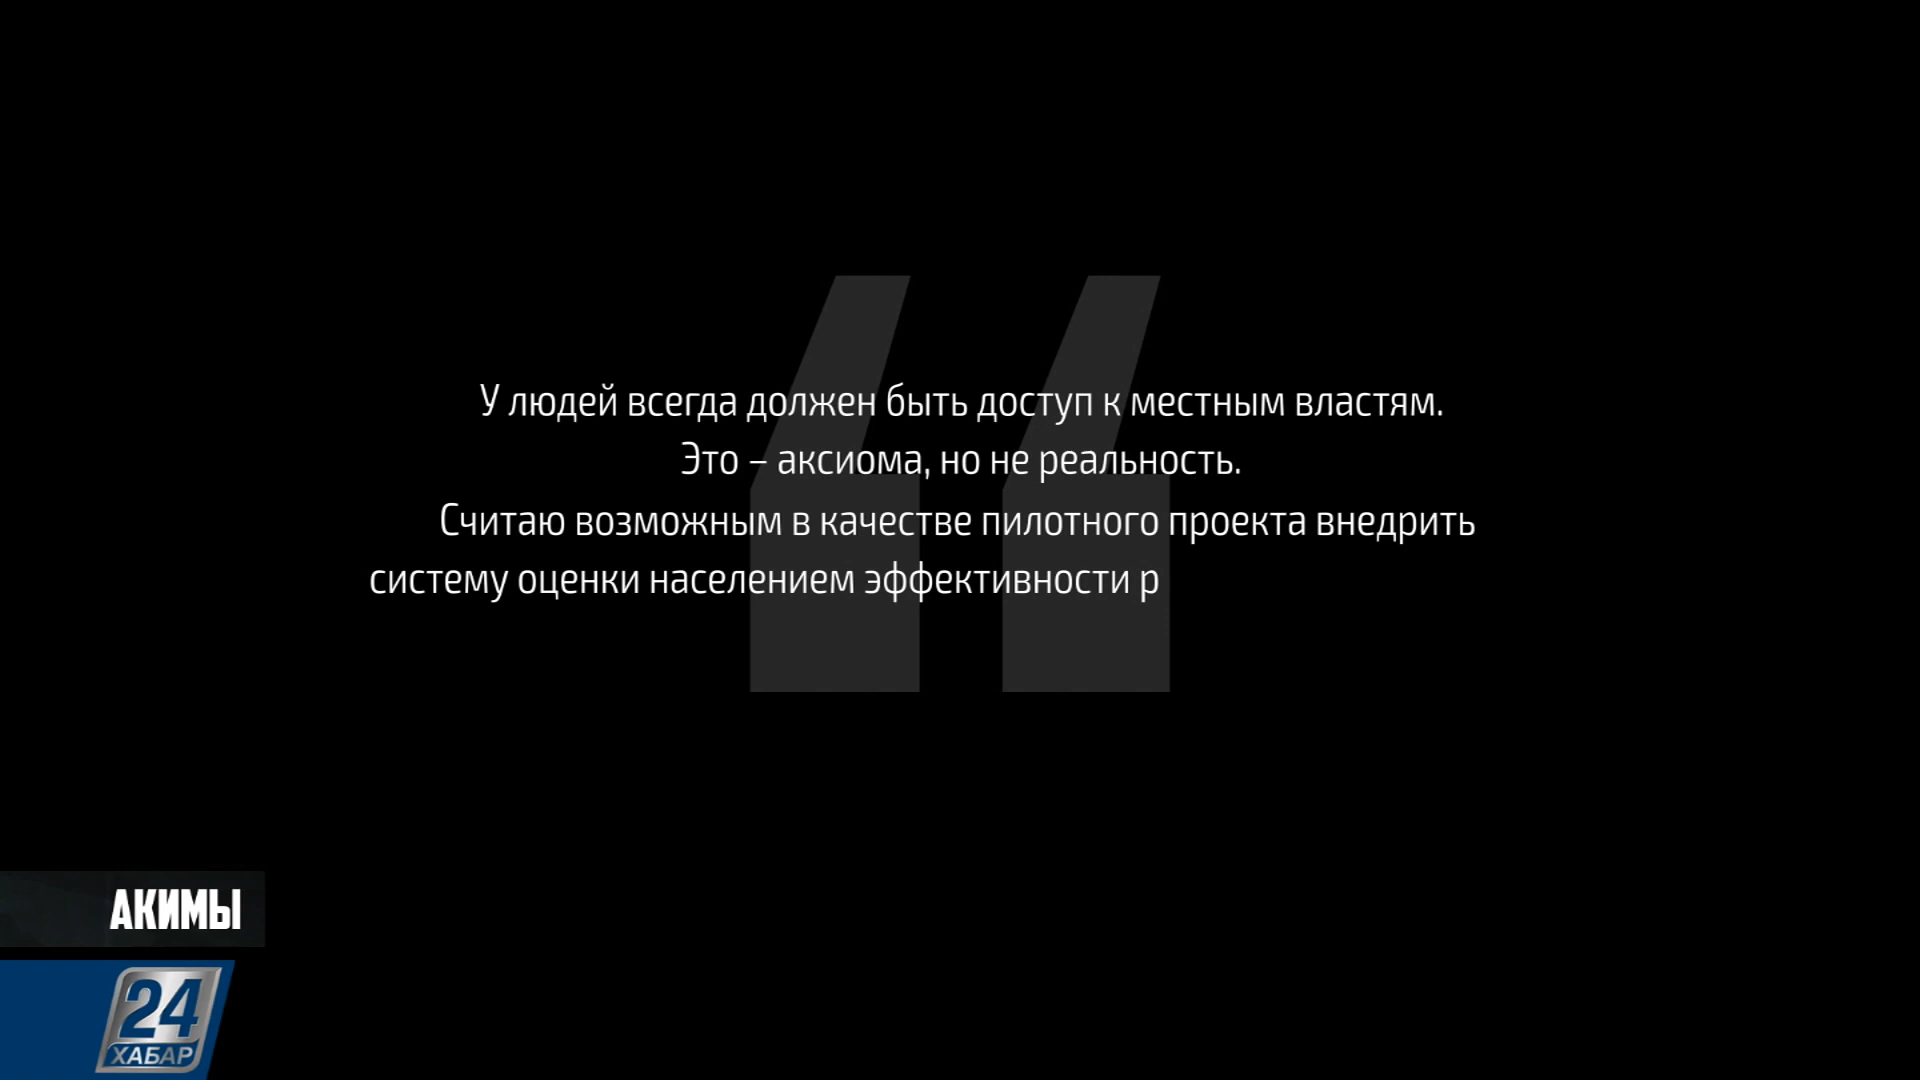 У людей всегда должен быть доступ к местным властям.
Это – аксиома, но не реальность.
Считаю возможным в качестве пилотного проекта внедрить
систему оценки населением эффективности р
АКИМЫ
24
ХАБАР